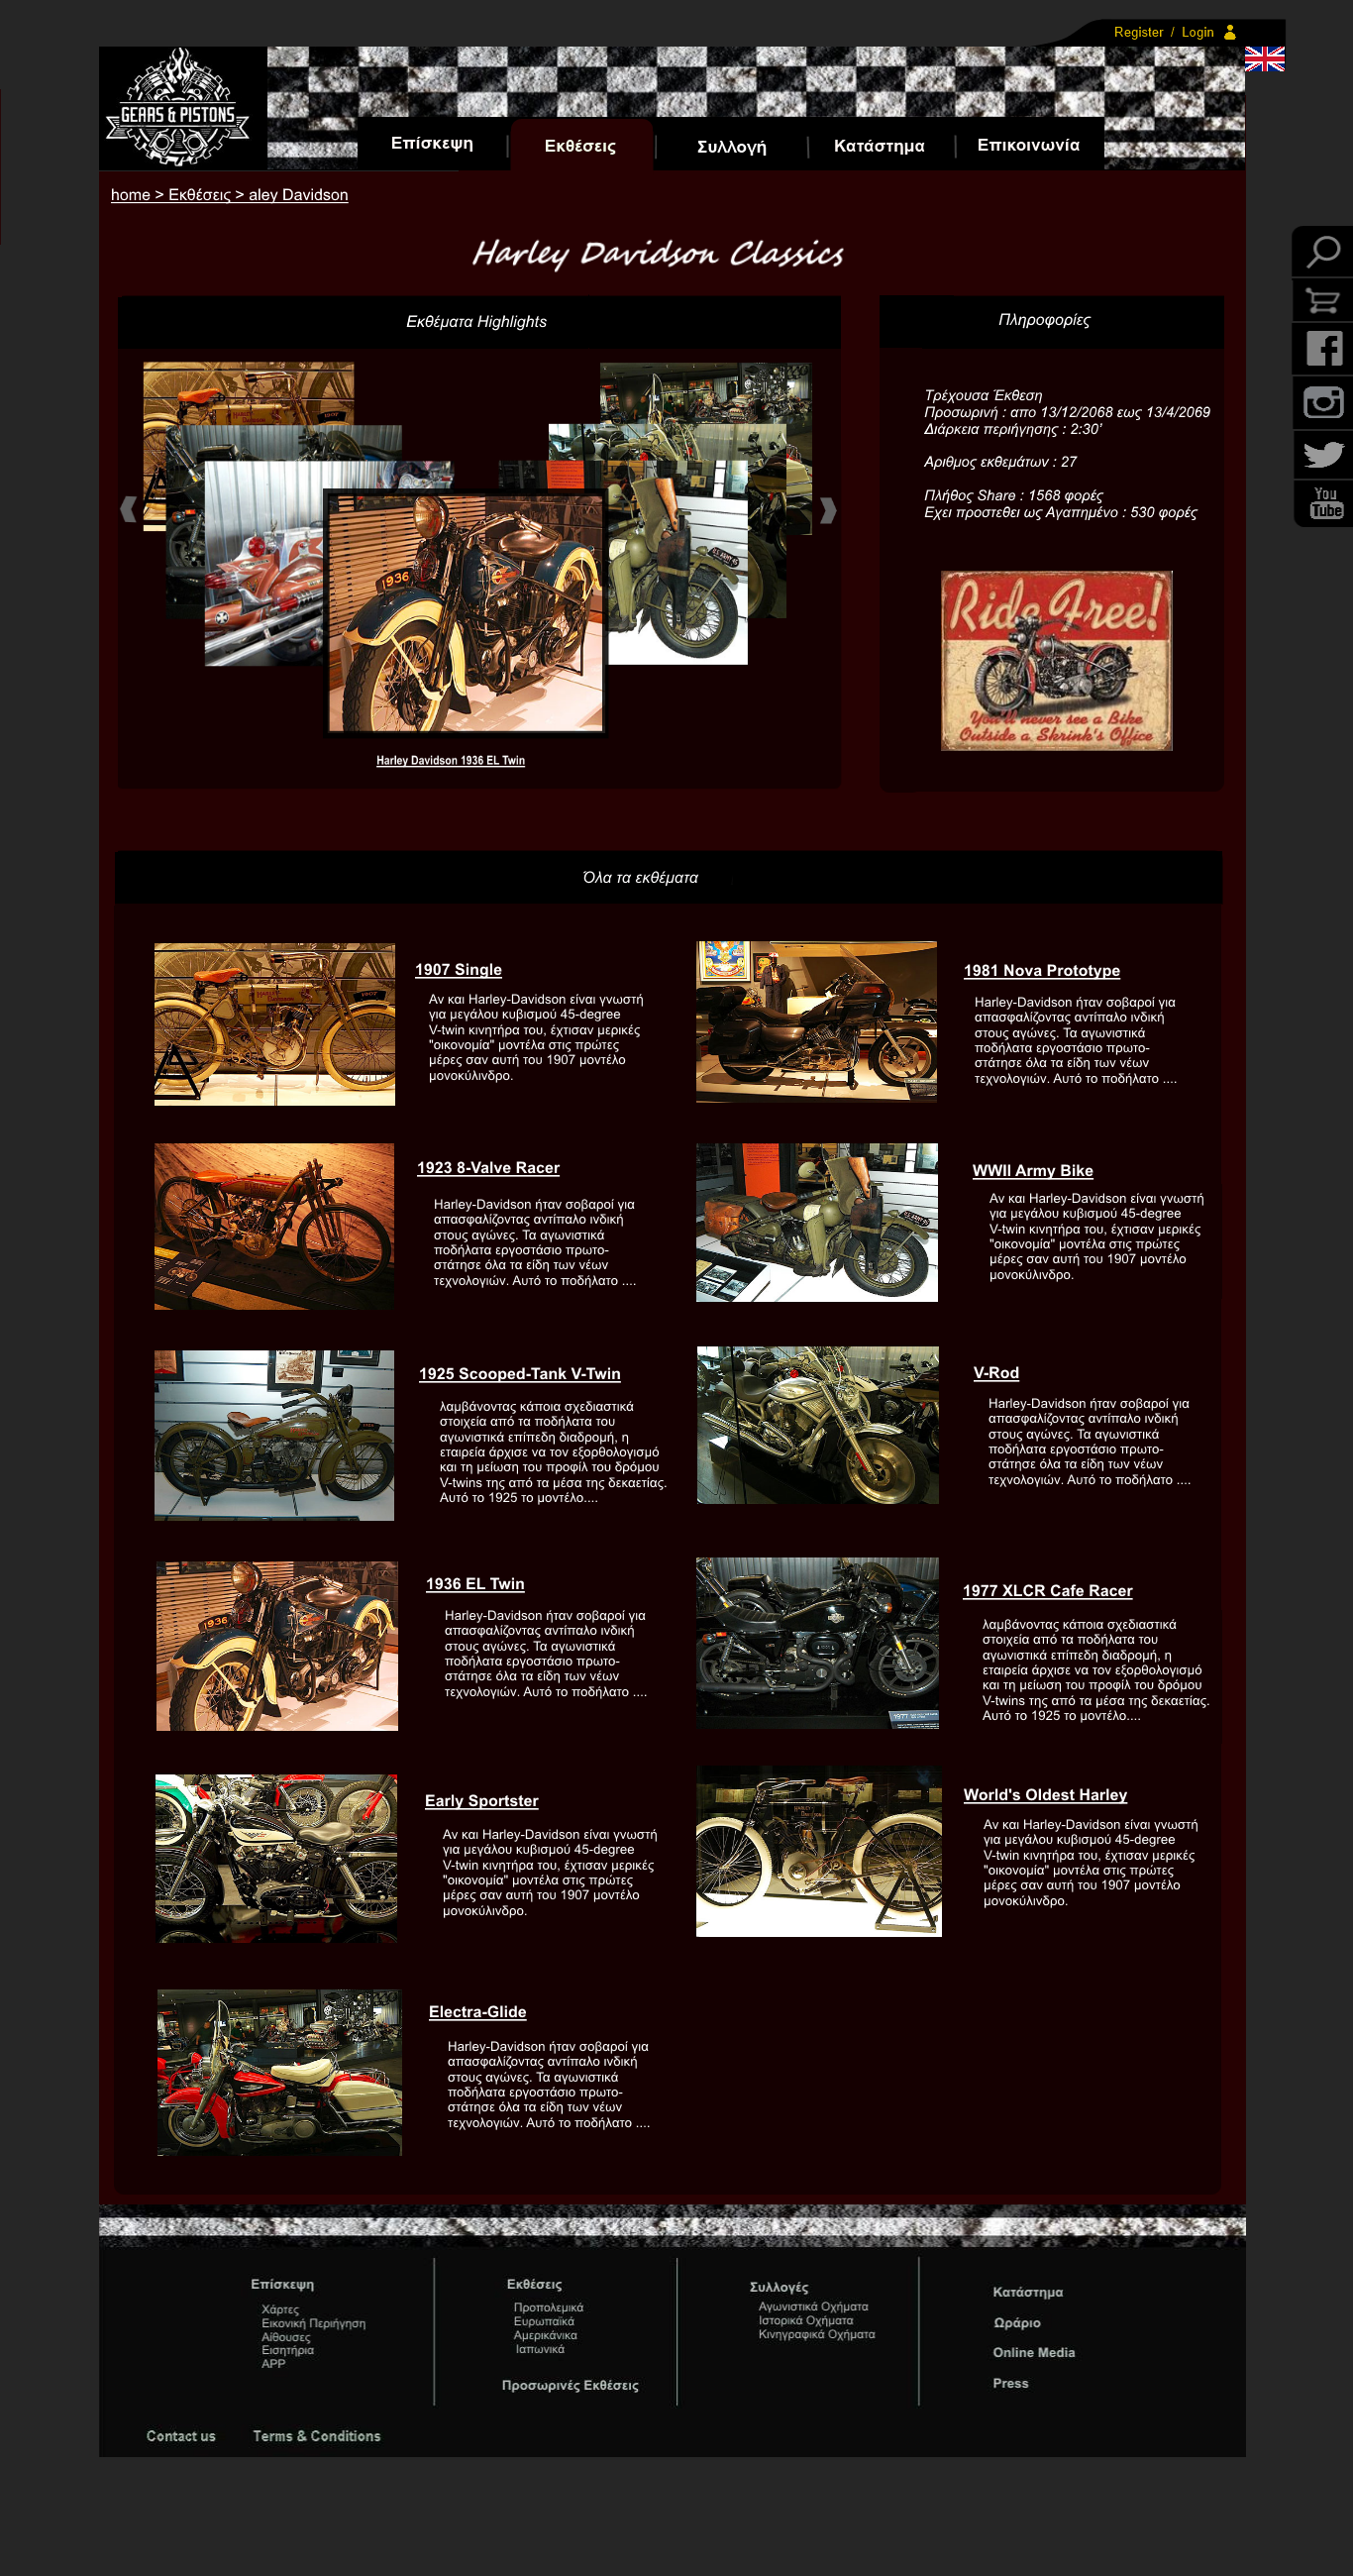 Register / Login
GEARS & PISTONS
Επίσκεψη
Εκθέσεις
Συλλογή
Κατάστημα
Επικοινωνία
home > Εκθέσεις > aley Davidson
Harley Davidson Classics
Εκθέματα Highlights
1936
U.S. ARMY 45
Harley Davidson 1936 EL Twin
Πληροφορίες
Τρέχουσα Έκθεση
Προσωρινή : απο 13/12/2068 εως 13/4/2069
Διάρκεια περιήγησης : 2:30'
Αριθμος εκθεμάτων : 27
Πλήθος Share : 1568 φορές
Εχει προστεθει ως Αγαπημένο : 530 φορές
Ride Free!
You'll never see a Bike
Outside a Skrink's Office
You
Tube
Όλα τα εκθέματα
1907 Single
Αν και Harley-Davidson είναι γνωστή
για μεγάλου κυβισμού 45-degree
V-twin κινητήρα του, έχτισαν μερικές
"οικονομία" μοντέλα στις πρώτες
μέρες σαν αυτή του 1907 μοντέλο
μονοκύλινδρο.
1981 Nova Prototype
Harley-Davidson ήταν σοβαροί για
απασφαλίζοντας αντίπαλο ινδική
στους αγώνες. Τα αγωνιστικά
ποδήλατα εργοστάσιο πρωτο-
στάτησε όλα τα είδη των νέων
τεχνολογιών. Αυτό το ποδήλατο ....
1923 8-Valve Racer
Harley-Davidson ήταν σοβαροί για
απασφαλίζοντας αντίπαλο ινδική
στους αγώνες. Τα αγωνιστικά
ποδήλατα εργοστάσιο πρωτο-
στάτησε όλα τα είδη των νέων
τεχνολογιών. Αυτό το ποδήλατο ....
WWII Army Bike
Αν και Harley-Davidson είναι γνωστή
για μεγάλου κυβισμού 45-degree
V-twin κινητήρα του, έχτισαν μερικές
"οικονομία" μοντέλα στις πρώτες
μέρες σαν αυτή του 1907 μοντέλο
μονοκύλινδρο.
1925 Scooped-Tank V-Twin
λαμβάνοντας κάποια σχεδιαστικά
στοιχεία από τα ποδήλατα του
αγωνιστικά επίπεδη διαδρομή, η
εταιρεία άρχισε να τον εξορθολογισμό
και τη μείωση του προφίλ του δρόμου
V-twins της από τα μέσα της δεκαετίας.
Αυτό το 1925 το μοντέλο....
V-Rod
Harley-Davidson ήταν σοβαροί για
απασφαλίζοντας αντίπαλο ινδική
στους αγώνες. Τα αγωνιστικά
ποδήλατα εργοστάσιο πρωτο-
στάτησε όλα τα είδη των νέων
τεχνολογιών. Αυτό το ποδήλατο ....
1936 EL Twin
Harley-Davidson ήταν σοβαροί για
απασφαλίζοντας αντίπαλο ινδική
στους αγώνες. Τα αγωνιστικά
ποδήλατα εργοστάσιο πρωτο-
στάτησε όλα τα είδη των νέων
τεχνολογιών. Αυτό το ποδήλατο ....
1977 XLCR Cafe Racer
λαμβάνοντας κάποια σχεδιαστικά
στοιχεία από τα ποδήλατα του
αγωνιστικά επίπεδη διαδρομή, η
εταιρεία άρχισε να τον εξορθολογισμό
και τη μείωση του προφίλ του δρόμου
V-twins της από τα μέσα της δεκαετίας.
Αυτό το 1925 το μοντέλο....
Early Sportster
Αν και Harley-Davidson είναι γνωστή
για μεγάλου κυβισμού 45-degree
V-twin κινητήρα του, έχτισαν μερικές
"οικονομία" μοντέλα στις πρώτες
μέρες σαν αυτή του 1907 μοντέλο
μονοκύλινδρο.
World's Oldest Harley
Αν και Harley-Davidson είναι γνωστή
για μεγάλου κυβισμού 45-degree
V-twin κινητήρα του, έχτισαν μερικές
"οικονομία" μοντέλα στις πρώτες
μέρες σαν αυτή του 1907 μοντέλο
μονοκύλινδρο.
Electra-Glide
Harley-Davidson ήταν σοβαροί για
απασφαλίζοντας αντίπαλο ινδική
στους αγώνες. Τα αγωνιστικά
ποδήλατα εργοστάσιο πρωτο-
στάτησε όλα τα είδη των νέων
τεχνολογιών. Αυτό το ποδήλατο ....
Επίσκεψη
Χάρτες
Εικονική Περιήγηση
Αίθουσες
Εισητήρια
APP
Εκθέσεις
Προπολεμικά
Ευρωπαϊκά
Αμερικάνικα
Ιαπωνικά
Προσωρινές Εκθέσεις
Συλλογές
Αγωνιστικά Οχήματα
Ιστορικά Οχήματα
Κινηγραφικά Οχήματα
Κατάστημα
Ωράριο
Online Media
Press
Contact us
Terms & Conditions